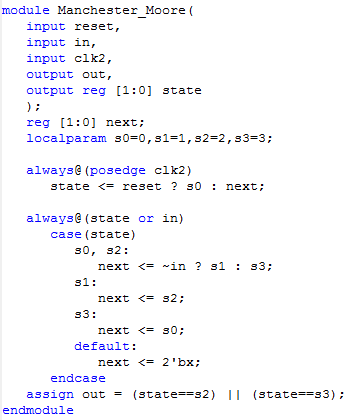 module Manchester_Moore(
input reset,
input in,
input clk2,
output out,
output reg [1:0] state
);
reg [1:0] next;
localparam s0=0,s1=1,s2=2,s3=3;
always@(posedge clk2)
state <= reset ? s0 : next;
always@(state or in)
case(state)
s0, s2:
next <= ~in ? s1 : s3;
s1:
next <= s2;
s3:
next <= s0;
default:
next <= 2'bx;
endcase
assign out = (state==s2) || (state==s3);
endmodule